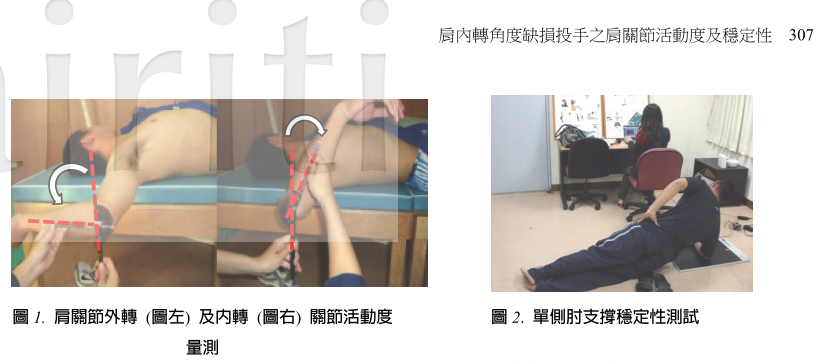 肩內轉角度缺損投手之肩關節活動度及穩定性 307
圖 1. 肩關節外轉 (圖左) 及內轉 (圖右) 關節活動度
量測
圖 2. 單側肘支撐穩定性測試
airiti